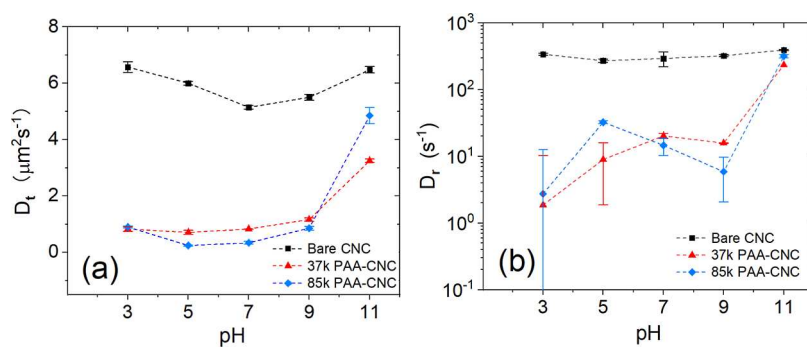 8
6
4
2
0
D_t (μm²s⁻¹)
(a)
Bare CNC
37k PAA-CNC
85k PAA-CNC
3 5 7 9 11
pH
10³
10²
10¹
10⁰
10⁻¹
D_r (s⁻¹)
(b)
Bare CNC
37k PAA-CNC
85k PAA-CNC
3 5 7 9 11
pH